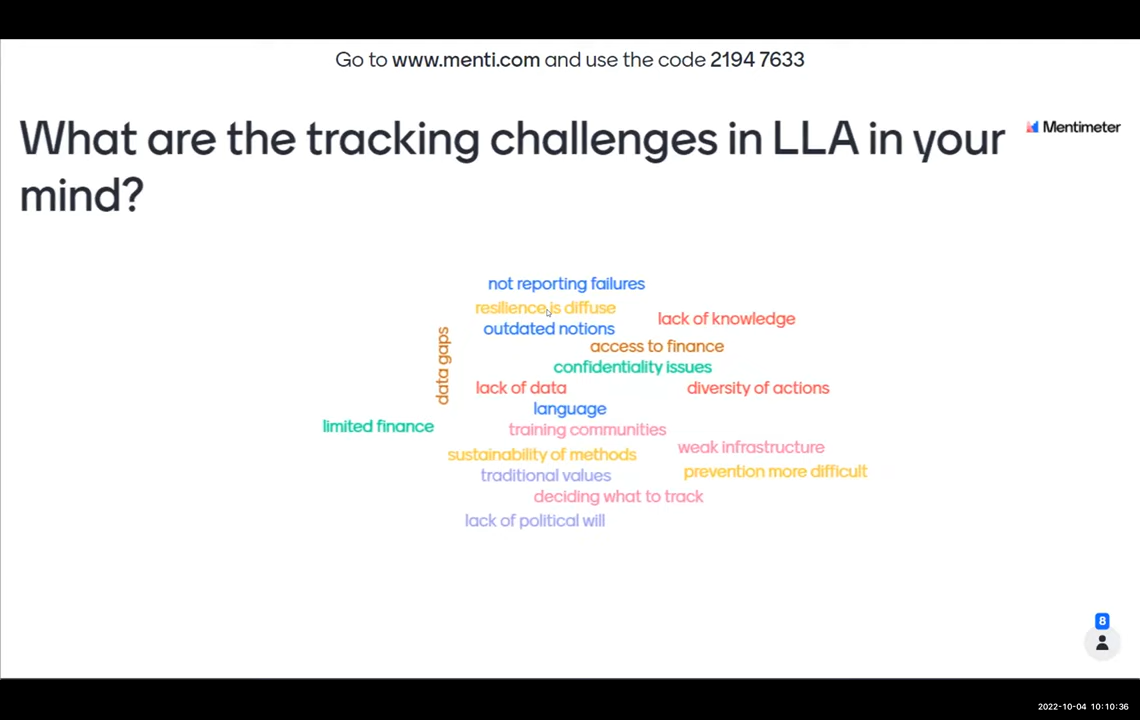 Go to www.menti.com and use the code 2194 7633
What are the tracking challenges in LLA in your
mind?
Mentimeter
not reporting failures
resilience is diffuse
lack of knowledge
outdated notions
data gaps
access to finance
confidentiality issues
lack of data
diversity of actions
language
limited finance
training communities
weak infrastructure
sustainability of methods
prevention more difficult
traditional values
deciding what to track
lack of political will
8
2022-10-04 10:10:36